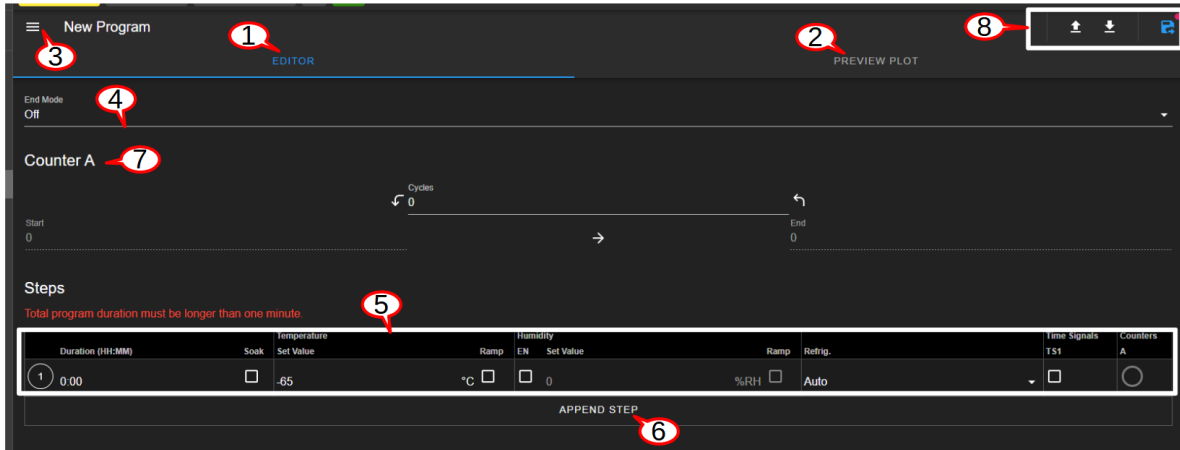 New Program
8
1
2
3
EDITOR
PREVIEW PLOT
End Mode
4
Off
Counter A
7
Cycles
0
Start
End
0
0
Steps
5
Total program duration must be longer than one minute.
Temperature Humidity Time Signals Counters
Duration (HH:MM) Soak Set Value Ramp EN Set Value Ramp Refrig. TS1 A
1 0:00 -65 °C 0 %RH Auto
APPEND STEP
6